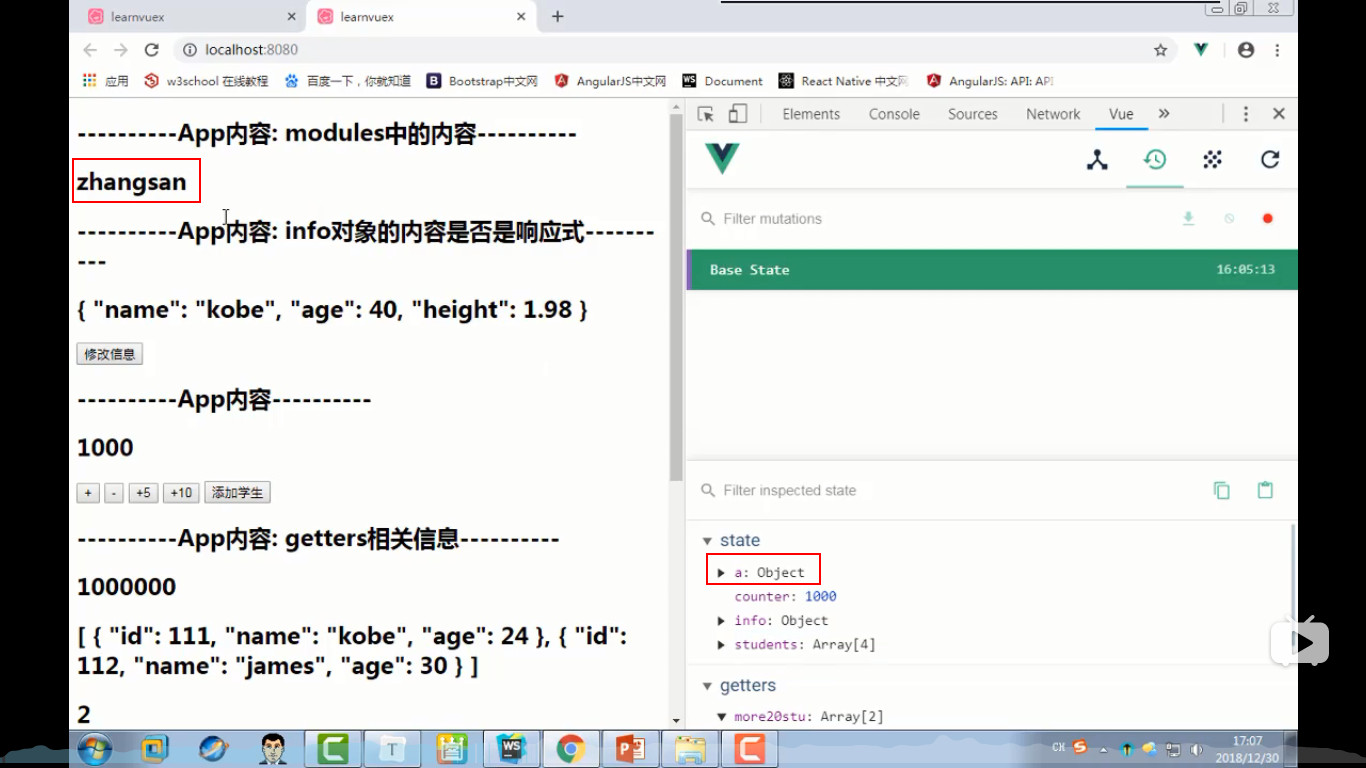 learnvuex
learnvuex
localhost:8080
应用 w3school 在线教程 百度一下，你就知道 Bootstrap中文网 AngularJS中文网 Document React Native 中文网 AngularJS: API: API
----------App内容: modules中的内容----------
zhangsan
----------App内容: info对象的内容是否是响应式-------
---
{ "name": "kobe", "age": 40, "height": 1.98 }
修改信息
----------App内容----------
1000
+ - +5 +10 添加学生
----------App内容: getters相关信息----------
1000000
[ { "id": 111, "name": "kobe", "age": 24 }, { "id":
112, "name": "james", "age": 30 } ]
2
Elements Console Sources Network Vue »
Filter mutations
Base State 16:05:13
Filter inspected state
state
a: Object
counter: 1000
info: Object
students: Array[4]
getters
more20stu: Array[2]
CH
17:07
2018/12/30